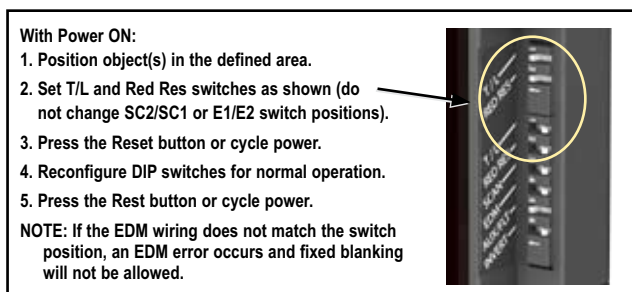 With Power ON:
1. Position object(s) in the defined area.
2. Set T/L and Red Res switches as shown (do
not change SC2/SC1 or E1/E2 switch positions).
3. Press the Reset button or cycle power.
4. Reconfigure DIP switches for normal operation.
5. Press the Rest button or cycle power.
NOTE: If the EDM wiring does not match the switch
position, an EDM error occurs and fixed blanking
will not be allowed.
T/L
RED RES
T/L
RED RES
SCAN
EDM
AUX/FLT
INVERT